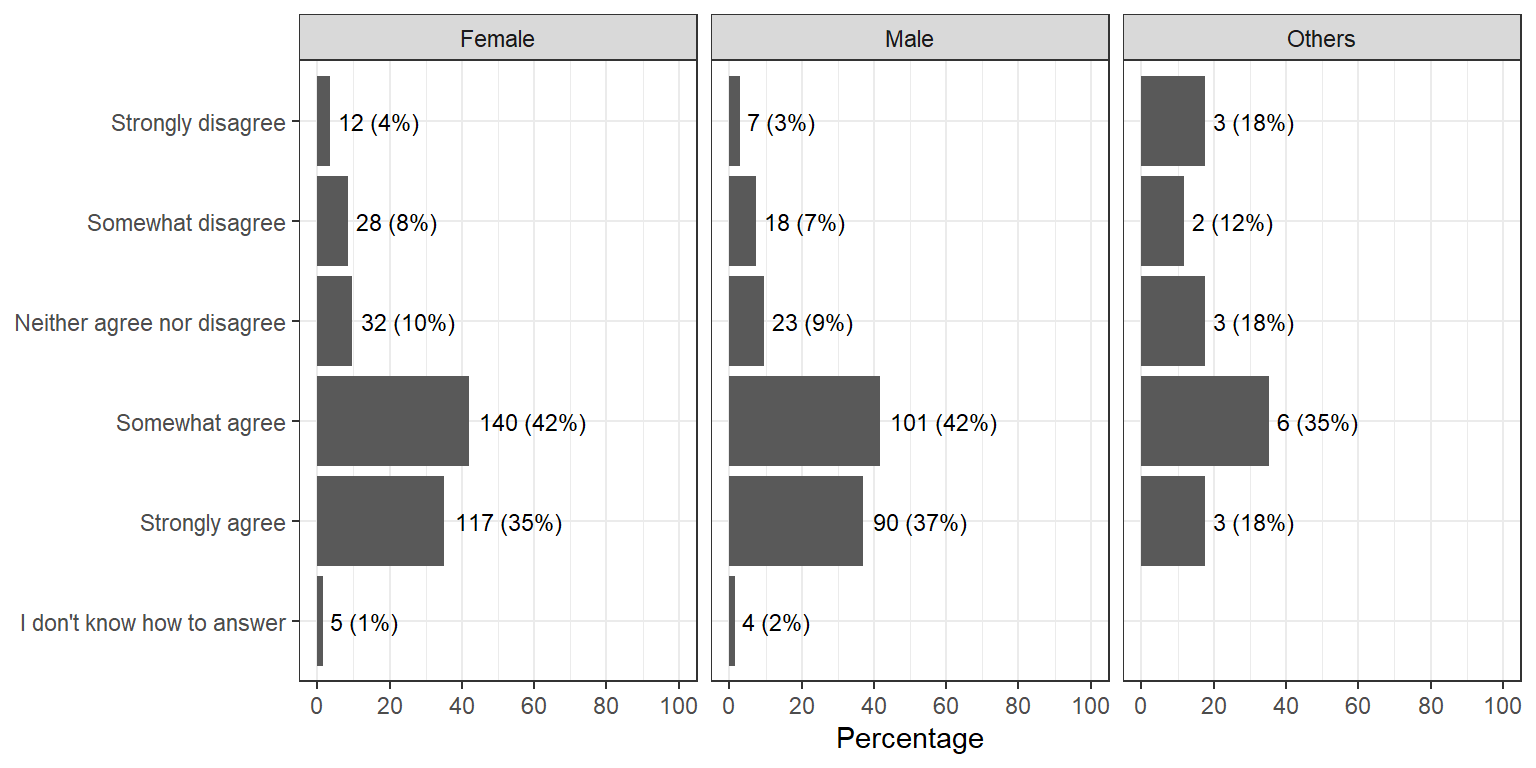 Female Male Others
Strongly disagree 12 (4%) 7 (3%) 3 (18%)
Somewhat disagree 28 (8%) 18 (7%) 2 (12%)
Neither agree nor disagree 32 (10%) 23 (9%) 3 (18%)
Somewhat agree 140 (42%) 101 (42%) 6 (35%)
Strongly agree 117 (35%) 90 (37%) 3 (18%)
I don't know how to answer 5 (1%) 4 (2%)
0 20 40 60 80 100 0 20 40 60 80 100 0 20 40 60 80 100
Percentage